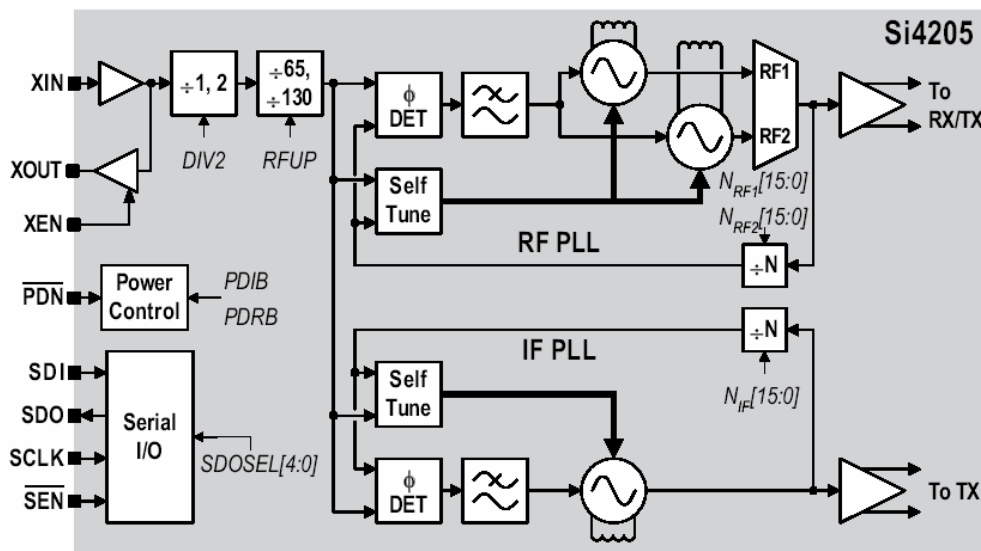 Si4205
XIN
÷1, 2
÷65,
÷130
ϕ
DET
RF1
RF2
To
RX/TX
DIV2
RFUP
XOUT
XEN
Self
Tune
N_RF1[15:0]
N_RF2[15:0]
RF PLL
÷N
PDN
Power
Control
PDIB
PDRB
÷N
IF PLL
N_IF[15:0]
SDI
SDO
SCLK
SEN
Serial
I/O
SDOSEL[4:0]
Self
Tune
ϕ
DET
To TX